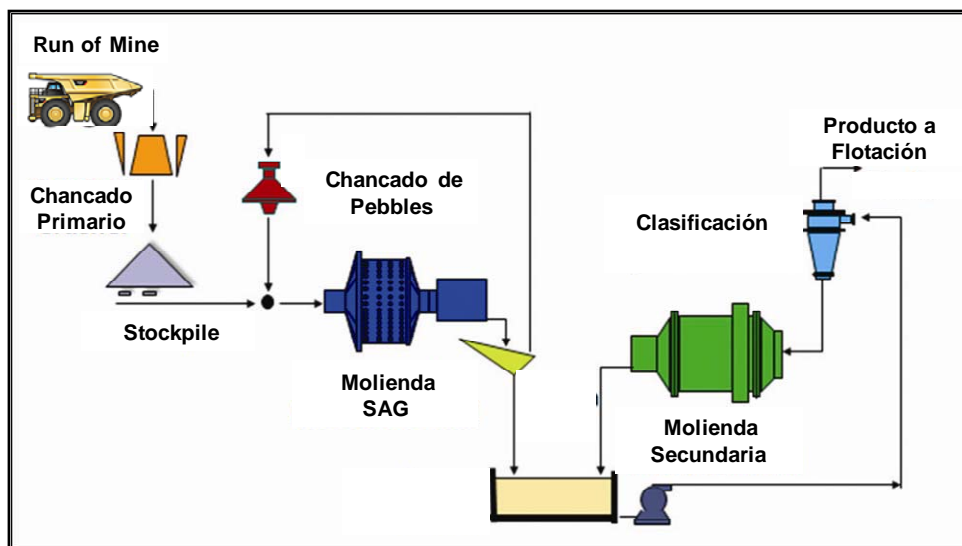 Run of Mine
Chancado
Primario
Stockpile
Chancado de
Pebbles
Molienda
SAG
Clasificación
Producto a
Flotación
Molienda
Secundaria